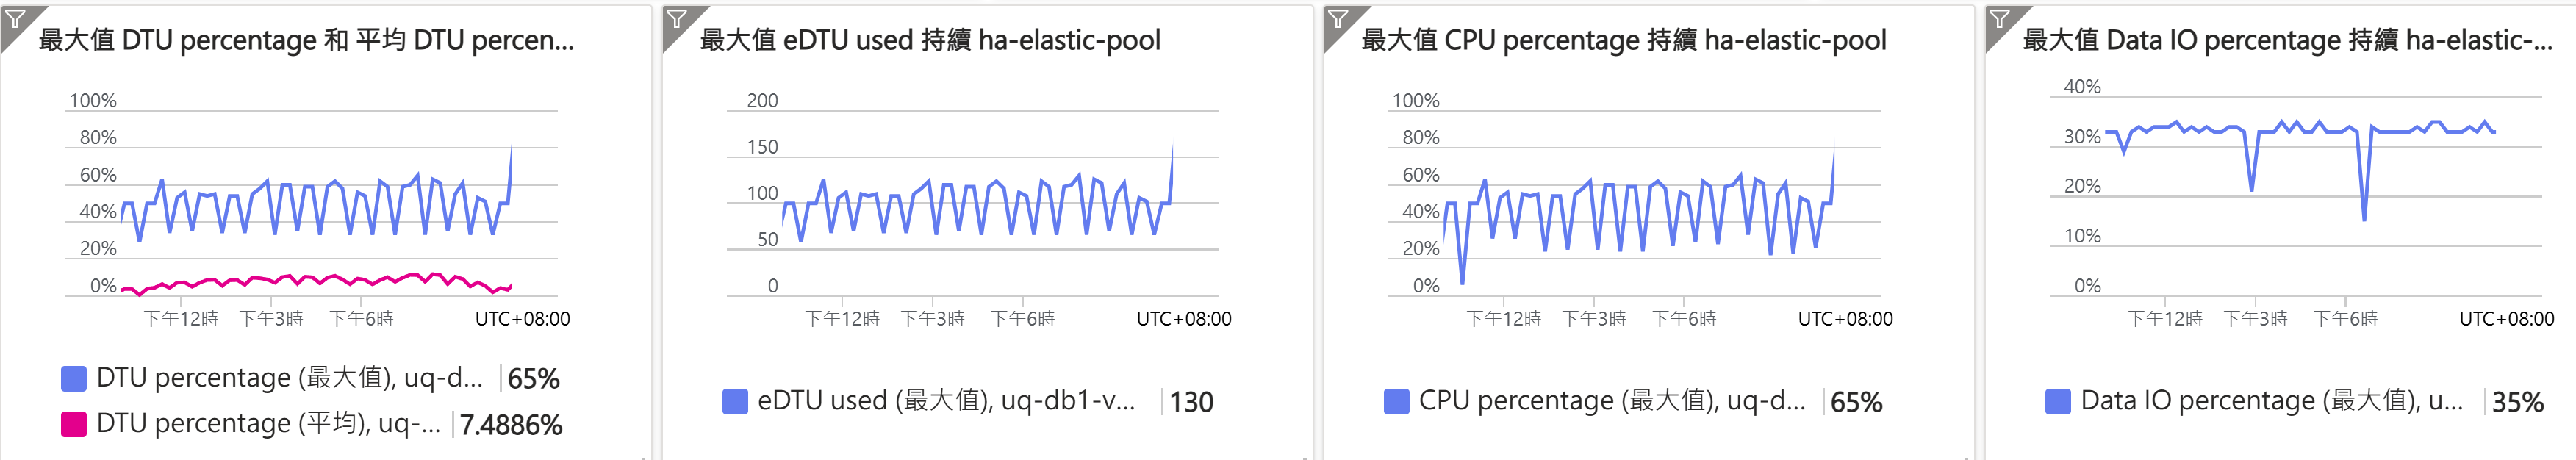 最大值 DTU percentage 和 平均 DTU percen...
100%
80%
60%
40%
20%
0%
下午12時 下午3時 下午6時 UTC+08:00
DTU percentage (最大值), uq-d... 65%
DTU percentage (平均), uq-... 7.4886%
最大值 eDTU used 持續 ha-elastic-pool
200
150
100
50
0
下午12時 下午3時 下午6時 UTC+08:00
eDTU used (最大值), uq-db1-v... 130
最大值 CPU percentage 持續 ha-elastic-pool
100%
80%
60%
40%
20%
0%
下午12時 下午3時 下午6時 UTC+08:00
CPU percentage (最大值), uq-d... 65%
最大值 Data IO percentage 持續 ha-elastic-...
40%
30%
20%
10%
0%
下午12時 下午3時 下午6時 UTC+08:00
Data IO percentage (最大值), u... 35%